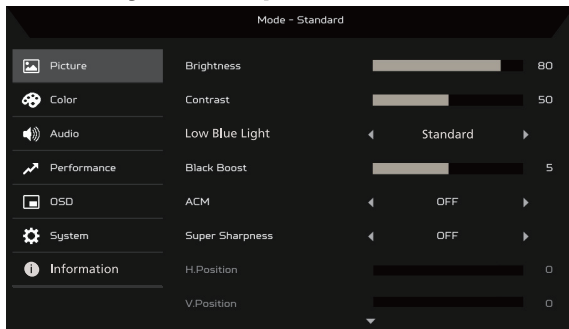 Mode - Standard
Picture
Brightness 80
Color
Contrast 50
Audio
Low Blue Light Standard
Performance
Black Boost 5
OSD
ACM OFF
System
Super Sharpness OFF
Information
H.Position 0
V.Position 0